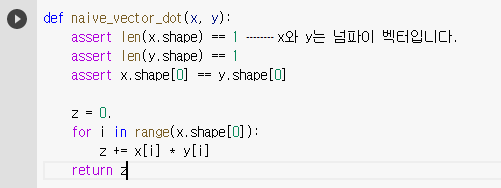 def naive_vector_dot(x, y):
    assert len(x.shape) == 1 -------- x와 y는 넘파이 벡터입니다.
    assert len(y.shape) == 1
    assert x.shape[0] == y.shape[0]
    z = 0.
    for i in range(x.shape[0]):
        z += x[i] * y[i]
    return z